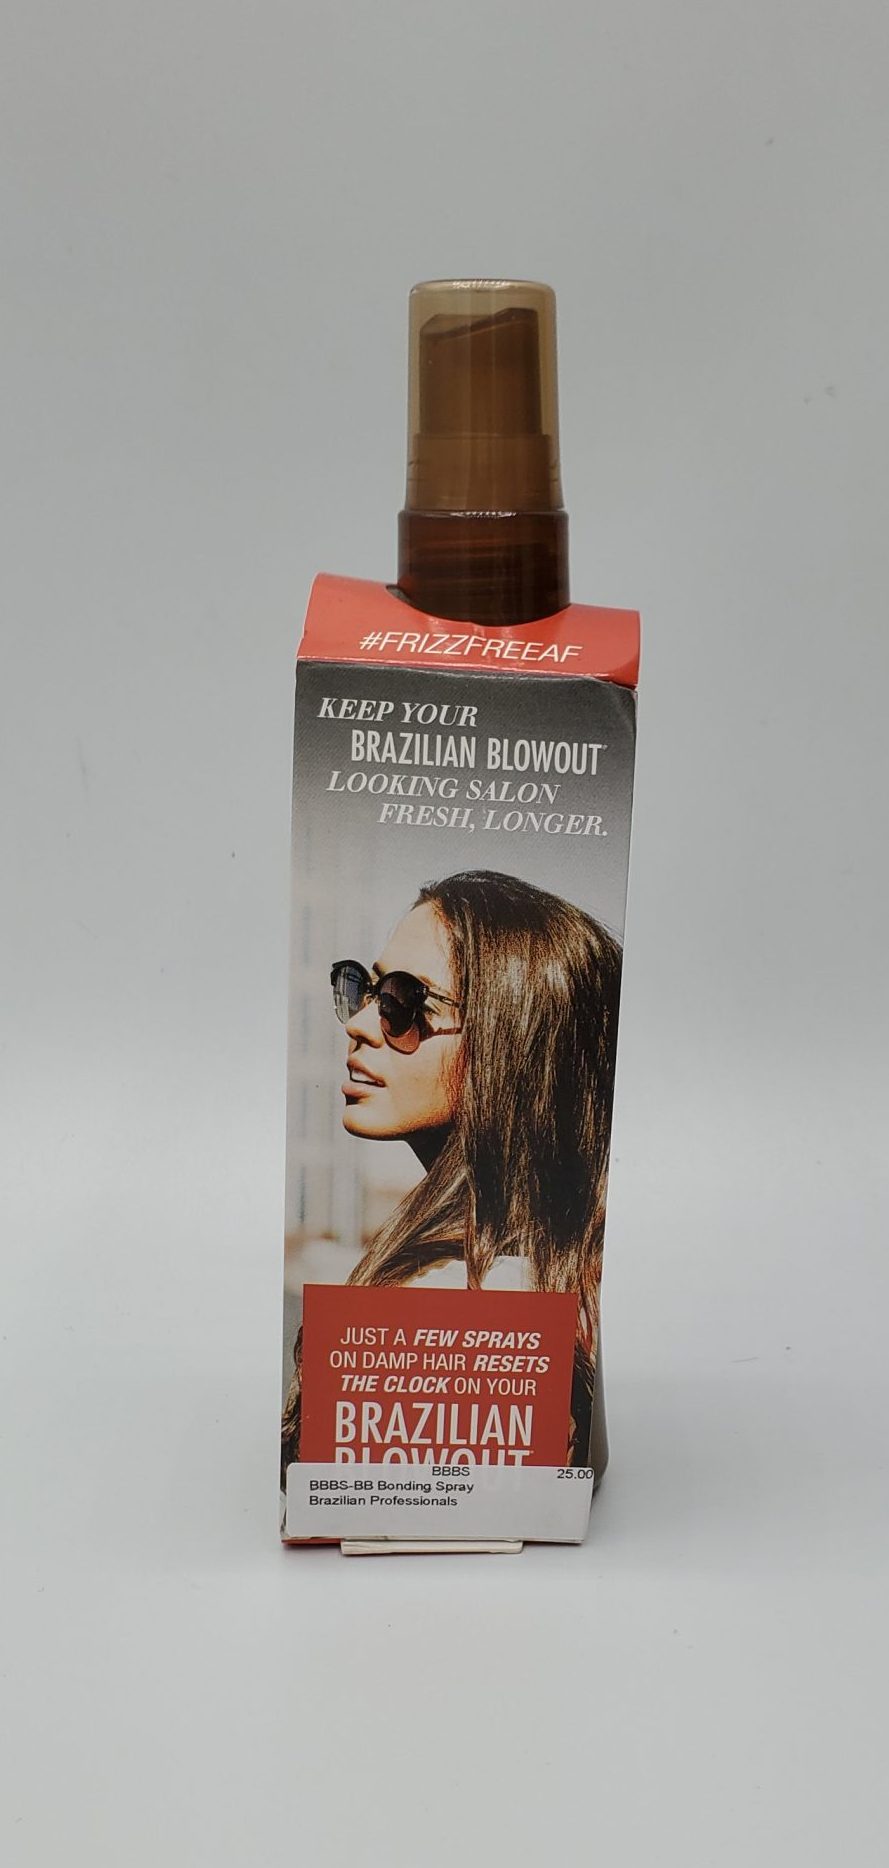 #FRIZZFREEAF
KEEP YOUR
BRAZILIAN BLOWOUT
LOOKING SALON
FRESH, LONGER.
JUST A FEW SPRAYS
ON DAMP HAIR RESETS
THE CLOCK ON YOUR
BRAZILIAN
BLOWOUT
BBBS 25.00
BBBS-BB Bonding Spray
Brazilian Professionals